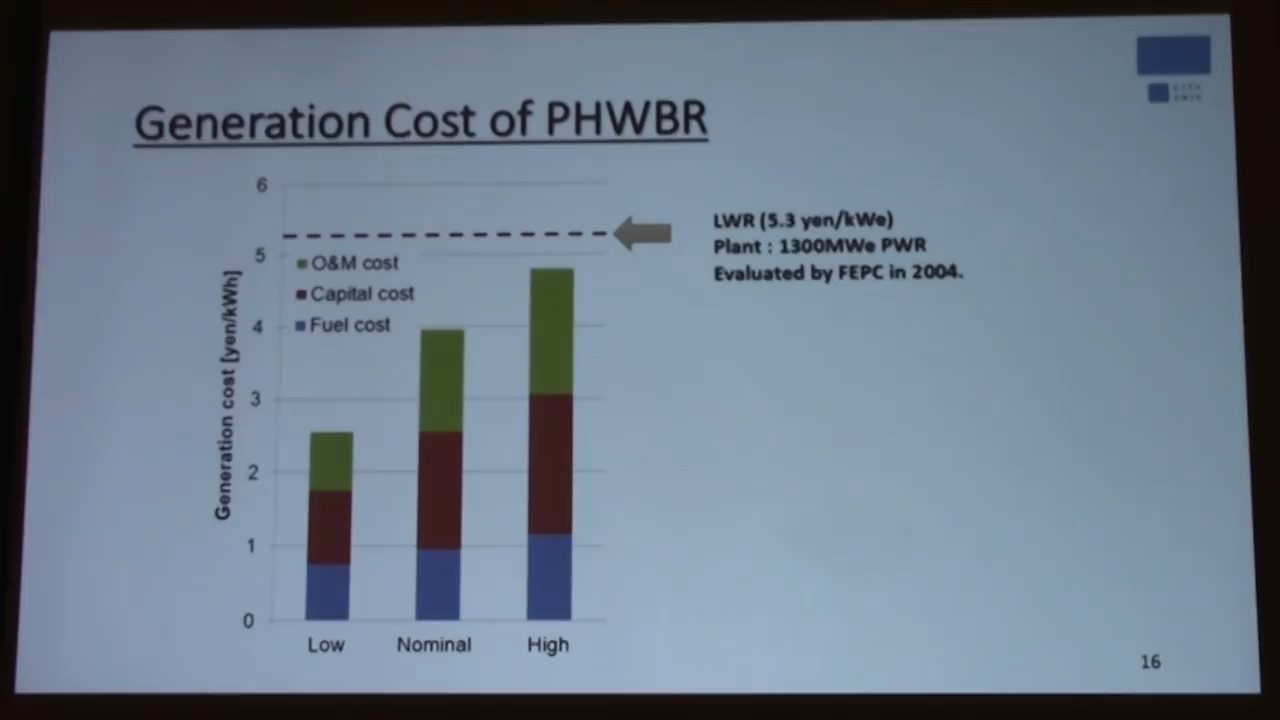 Generation Cost of PHWBR
6
5
4
3
2
1
0
Generation cost [yen/kWh]
O&M cost
Capital cost
Fuel cost
Low
Nominal
High
LWR (5.3 yen/kWe)
Plant : 1300MWe PWR
Evaluated by FEPC in 2004.
16